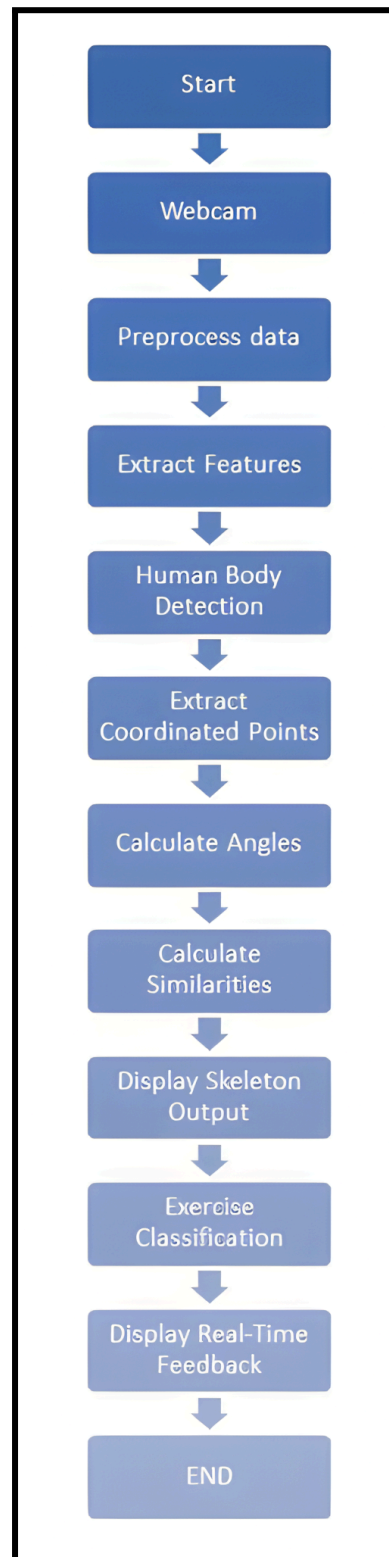 Start
Webcam
Preprocess data
Extract Features
Human Body
Detection
Extract
Coordinated Points
Calculate Angles
Calculate
Similarities
Display Skeleton
Output
Exercise
Classification
Display Real-Time
Feedback
END